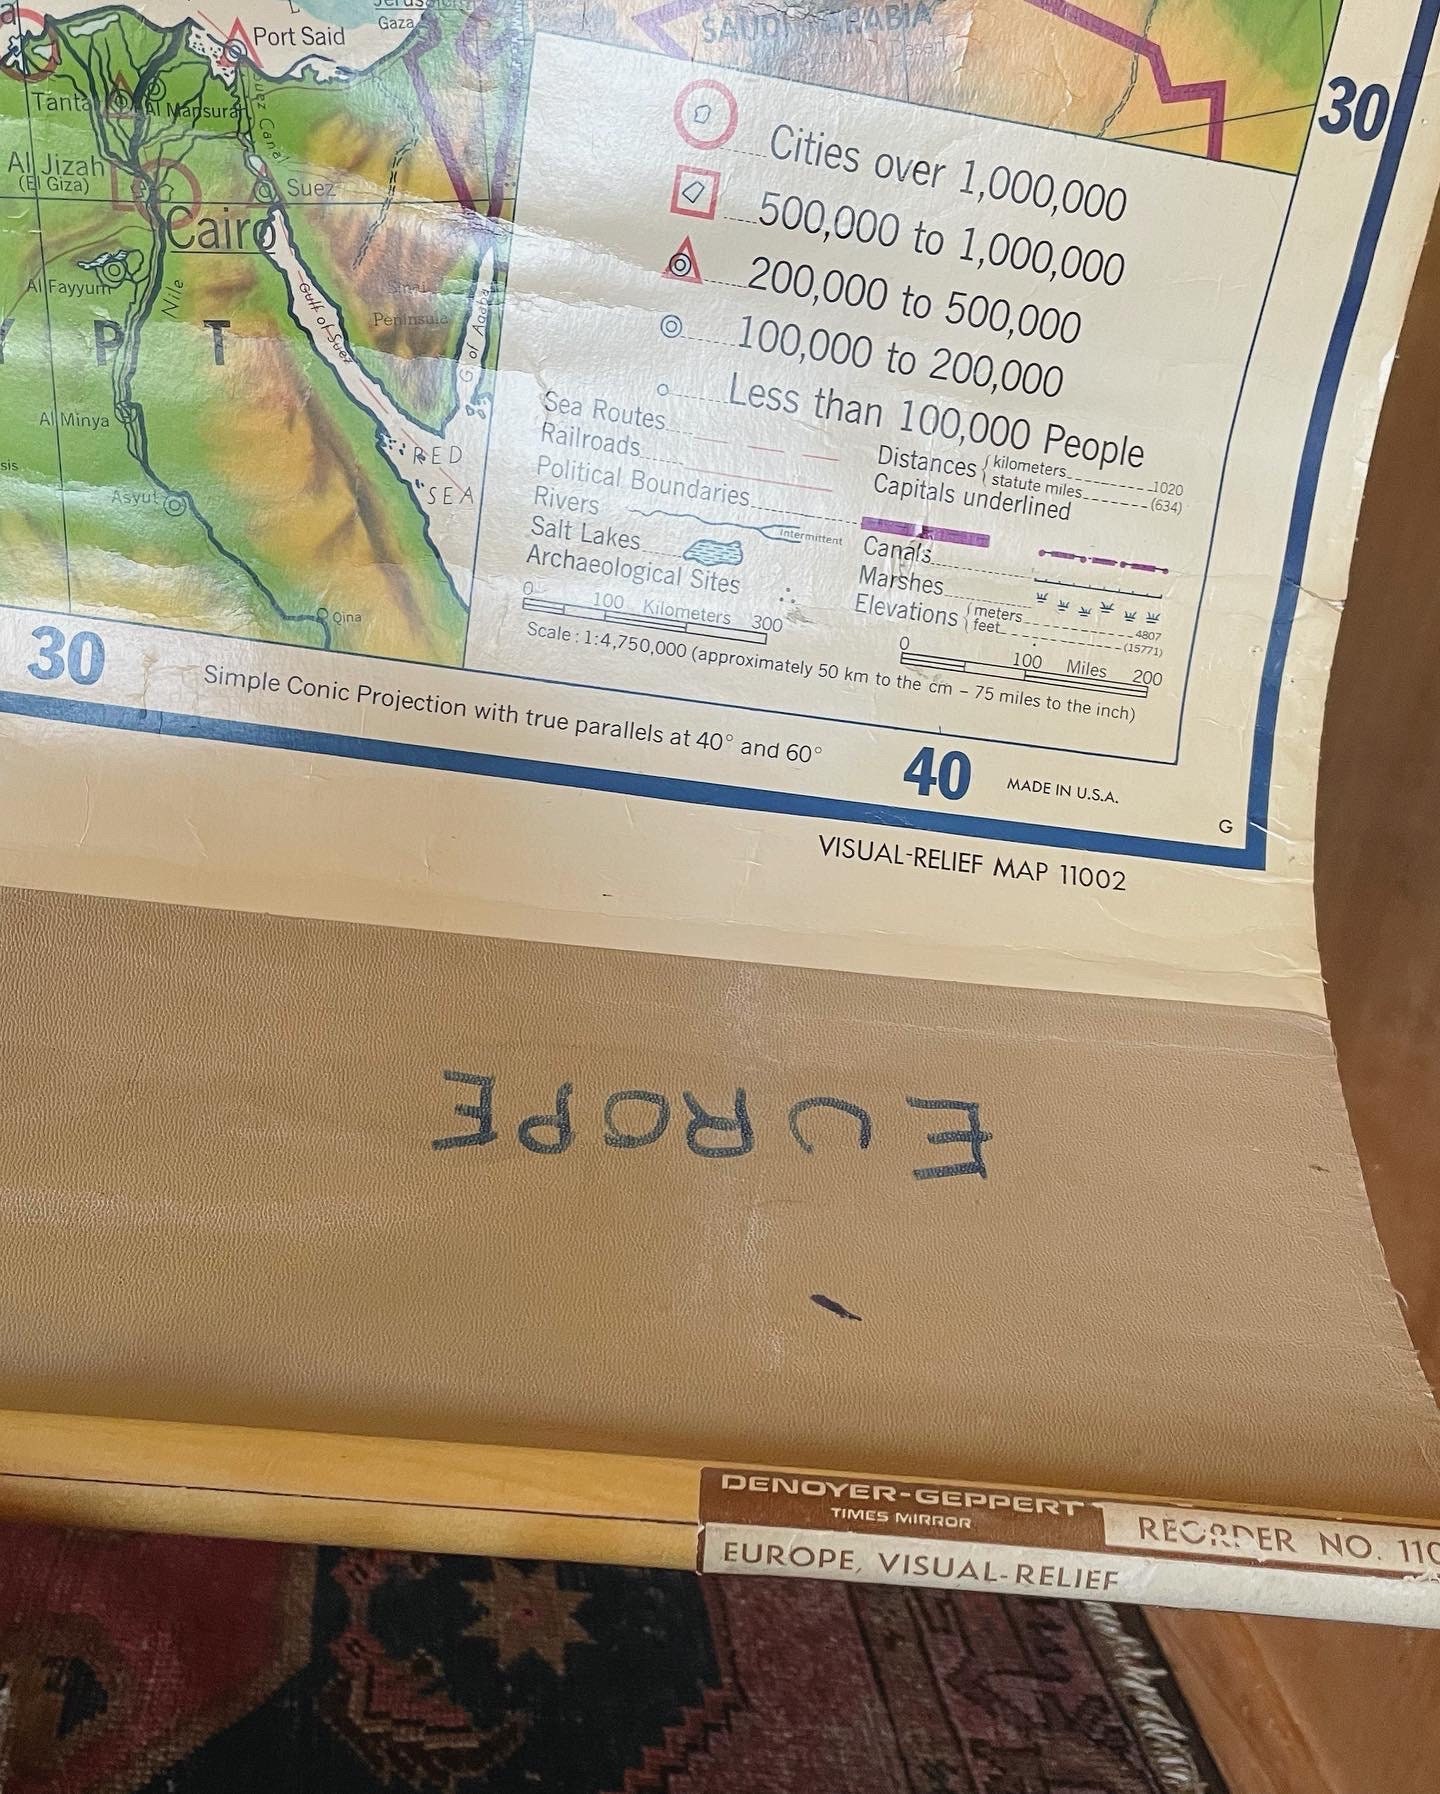 Gaza
Port Said
SAUDI ARABIA
30
Tanta
Al Mansurah
Canal
Al Jizah
(El Giza)
Suez
Cairo
Al Fayyum
Nile
Gulf of Suez
Sinai
Peninsula
G. of Aqaba
Y P T
Al Minya
RED
SEA
sis
Asyut
Qina
Cities over 1,000,000
500,000 to 1,000,000
200,000 to 500,000
100,000 to 200,000
Less than 100,000 People
Sea Routes
Railroads
Political Boundaries
Rivers
Intermittent
Salt Lakes
Archaeological Sites
Distances kilometers 1020
statute miles (634)
Capitals underlined
Canals
Marshes
Elevations meters 4807
feet (15771)
0 100 Kilometers 300
0 100 Miles 200
Scale : 1:4,750,000 (approximately 50 km to the cm – 75 miles to the inch)
30
Simple Conic Projection with true parallels at 40° and 60°
40
MADE IN U.S.A.
G
VISUAL-RELIEF MAP 11002
EUROPE
DENOYER-GEPPERT
TIMES MIRROR
REORDER NO. 110
EUROPE, VISUAL-RELIEF